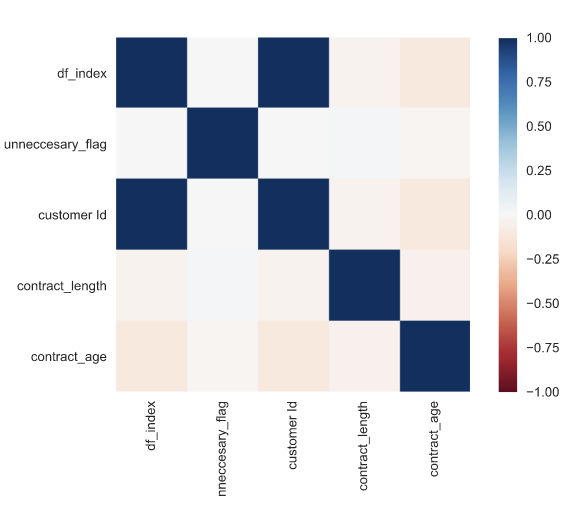 df_index
unneccesary_flag
customer Id
contract_length
contract_age
df_index
nneccesary_flag
customer Id
contract_length
contract_age
1.00
0.75
0.50
0.25
0.00
−0.25
−0.50
−0.75
−1.00